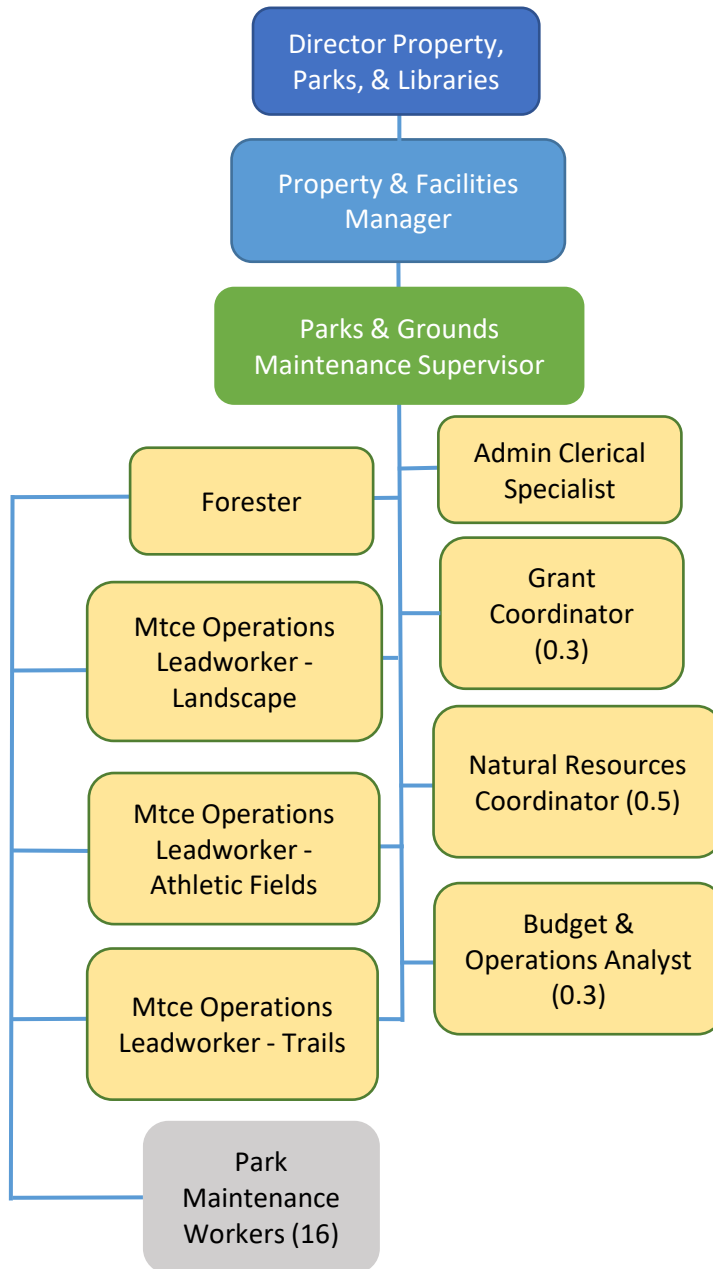 Director Property,
Parks, & Libraries
Property & Facilities
Manager
Parks & Grounds
Maintenance Supervisor
Admin Clerical
Specialist
Forester
Grant
Coordinator
(0.3)
Mtce Operations
Leadworker -
Landscape
Natural Resources
Coordinator (0.5)
Mtce Operations
Leadworker -
Athletic Fields
Budget &
Operations Analyst
(0.3)
Mtce Operations
Leadworker - Trails
Park
Maintenance
Workers (16)